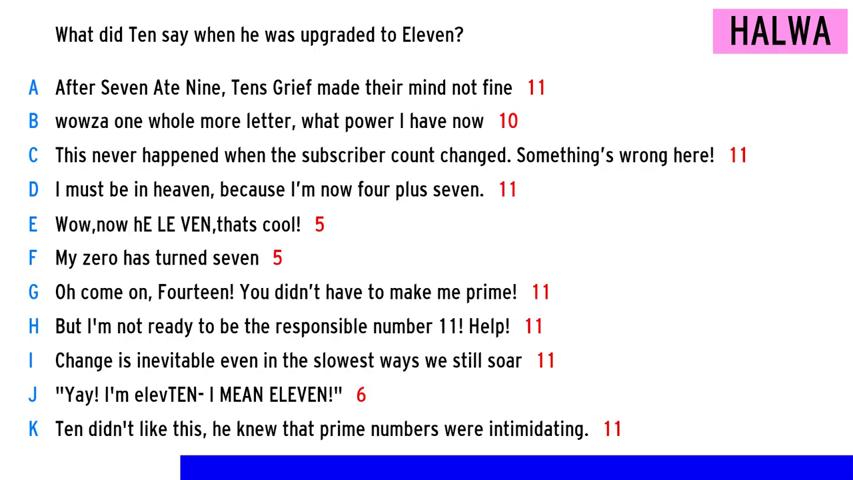 What did Ten say when he was upgraded to Eleven?
HALWA
A After Seven Ate Nine, Tens Grief made their mind not fine 11
B wowza one whole more letter, what power I have now 10
C This never happened when the subscriber count changed. Something's wrong here! 11
D I must be in heaven, because I'm now four plus seven. 11
E Wow,now hE LE VEN,thats cool! 5
F My zero has turned seven 5
G Oh come on, Fourteen! You didn't have to make me prime! 11
H But I'm not ready to be the responsible number 11! Help! 11
I Change is inevitable even in the slowest ways we still soar 11
J "Yay! I'm elevTEN- I MEAN ELEVEN!" 6
K Ten didn't like this, he knew that prime numbers were intimidating. 11